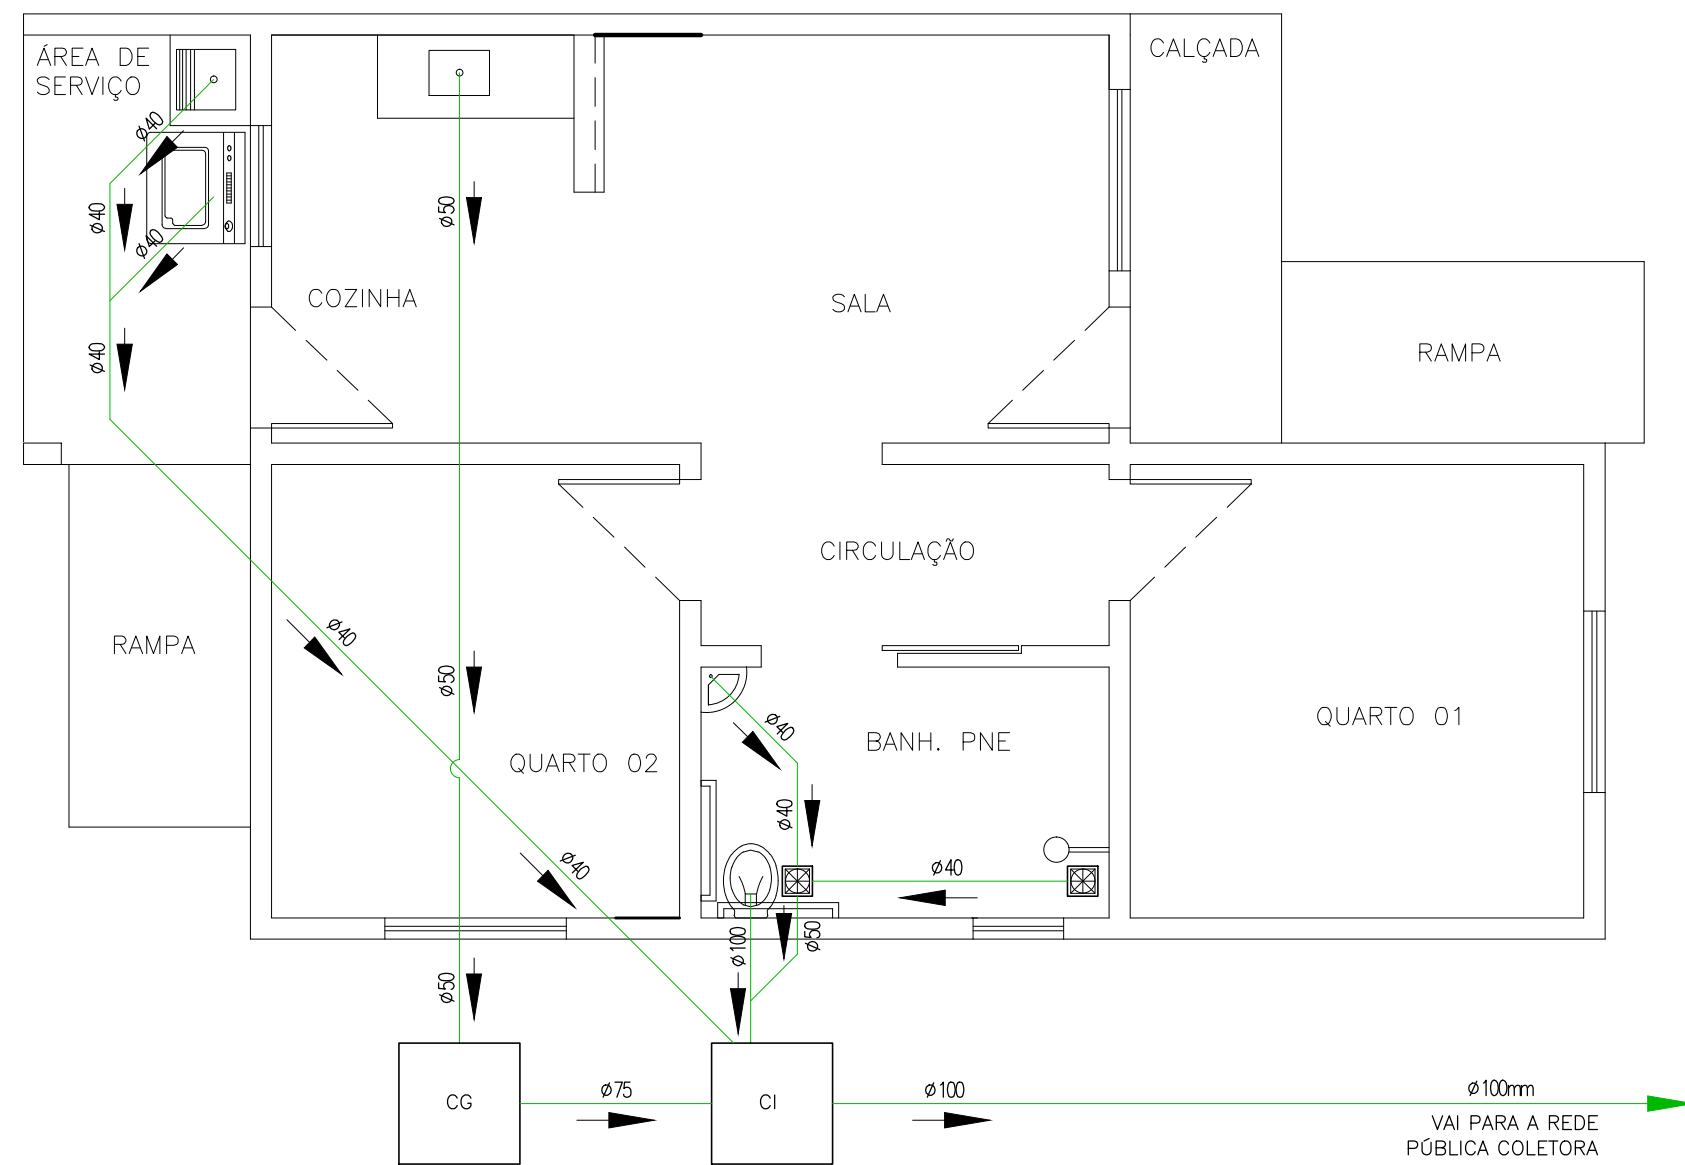 ÁREA DE
SERVIÇO
CALÇADA
ø40
ø40
ø40
ø50
COZINHA
SALA
ø40
RAMPA
CIRCULAÇÃO
RAMPA
ø40
ø50
QUARTO 02
ø40
BANH. PNE
QUARTO 01
ø40
ø40
ø40
ø100
ø50
ø50
CG
ø75
CI
ø100
ø100mm
VAI PARA A REDE
PÚBLICA COLETORA